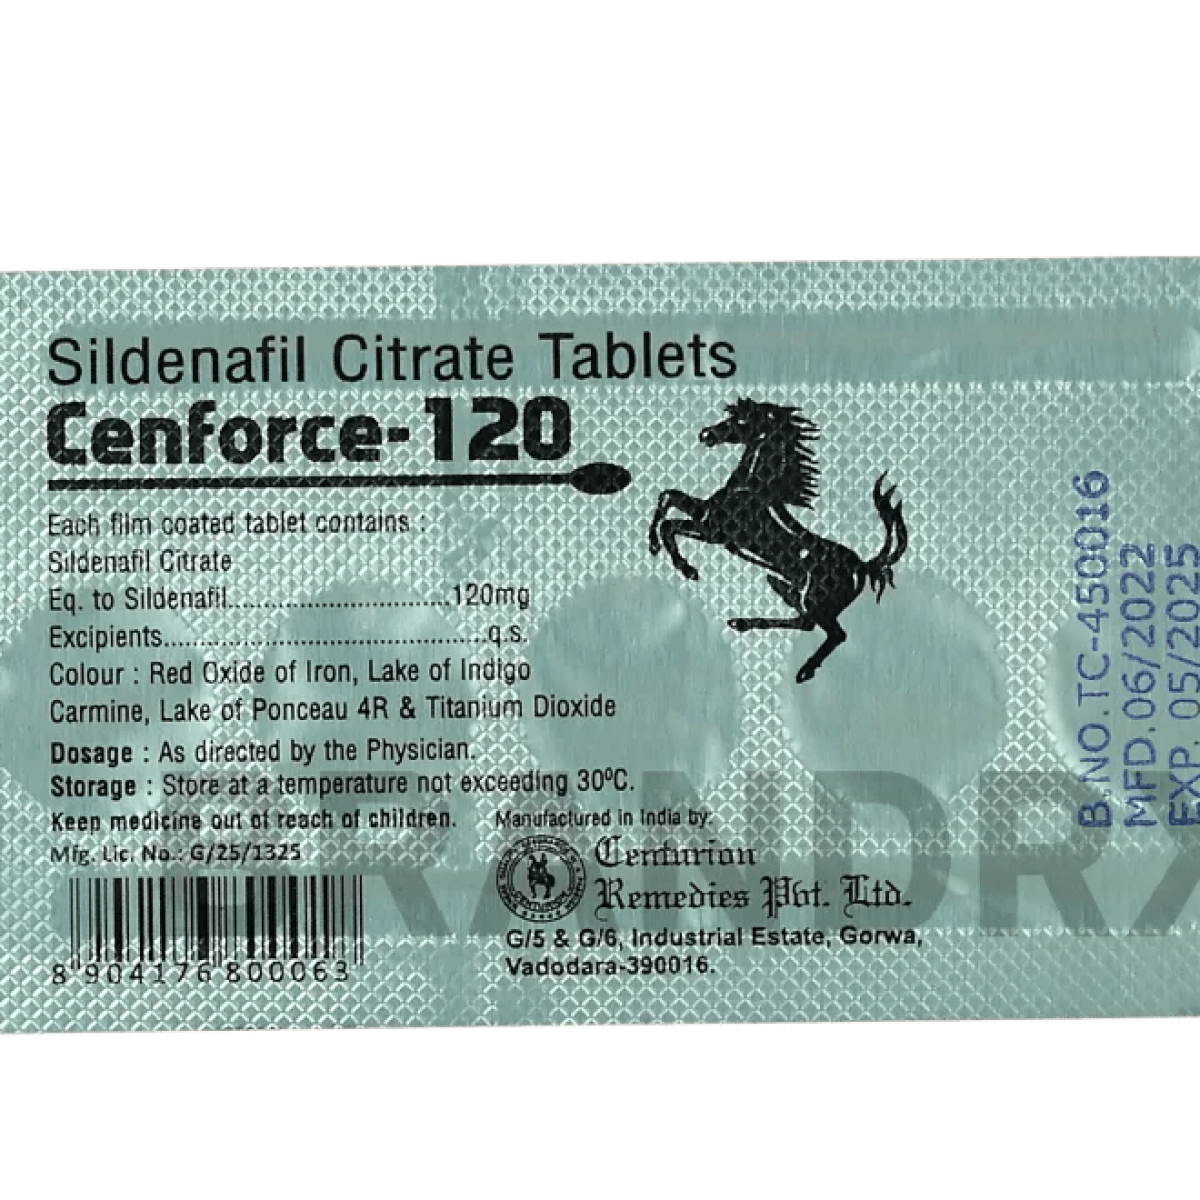 Sildenafil Citrate Tablets
Cenforce-120
Each film coated tablet contains :
Sildenafil Citrate
Eq. to Sildenafil..............................120mg
Excipients...........................................q.s.
Colour : Red Oxide of Iron, Lake of Indigo
Carmine, Lake of Ponceau 4R & Titanium Dioxide
Dosage : As directed by the Physician.
Storage : Store at a temperature not exceeding 30ºC.
Keep medicine out of reach of children.
Mfg. Lic. No.: G/25/1325
8 904176 800063
Manufactured in India by:
Centurion
Remedies Pvt. Ltd.
G/5 & G/6, Industrial Estate, Gorwa,
Vadodara-390016.
B.NO.TC-450016
MFD.06/2022
EXP.05/2025